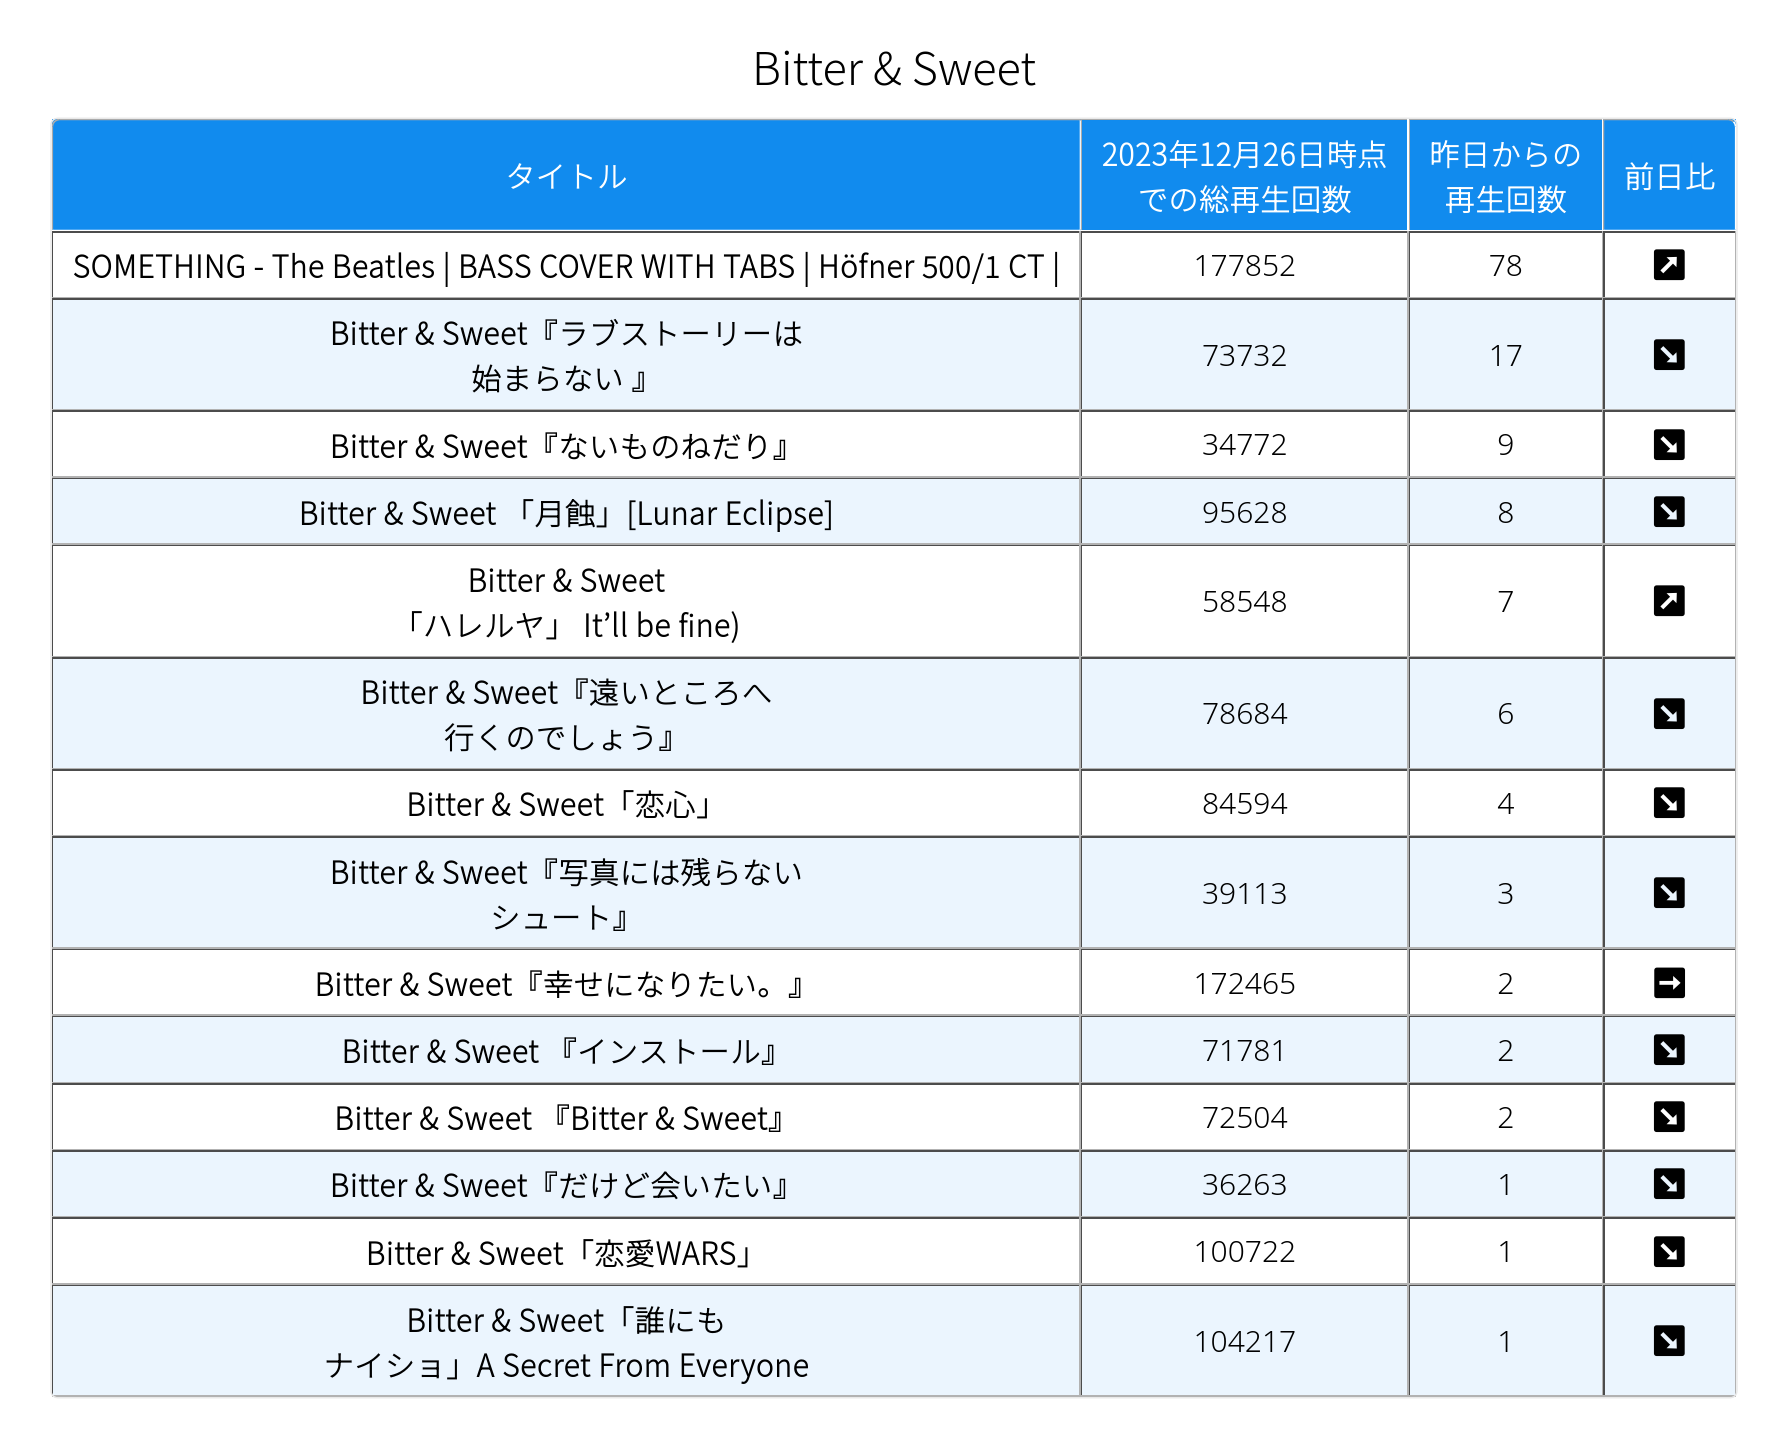 Bitter & Sweet
タイトル
2023年12月26日時点
での総再生回数
昨日からの
再生回数
前日比
SOMETHING - The Beatles | BASS COVER WITH TABS | Höfner 500/1 CT |
177852
78
Bitter & Sweet『ラブストーリーは
始まらない 』
73732
17
Bitter & Sweet『ないものねだり』
34772
9
Bitter & Sweet 「月蝕」[Lunar Eclipse]
95628
8
Bitter & Sweet
「ハレルヤ」 It’ll be fine)
58548
7
Bitter & Sweet『遠いところへ
行くのでしょう』
78684
6
Bitter & Sweet「恋心」
84594
4
Bitter & Sweet『写真には残らない
シュート』
39113
3
Bitter & Sweet『幸せになりたい。』
172465
2
Bitter & Sweet 『インストール』
71781
2
Bitter & Sweet 『Bitter & Sweet』
72504
2
Bitter & Sweet『だけど会いたい』
36263
1
Bitter & Sweet「恋愛WARS」
100722
1
Bitter & Sweet「誰にも
ナイショ」A Secret From Everyone
104217
1